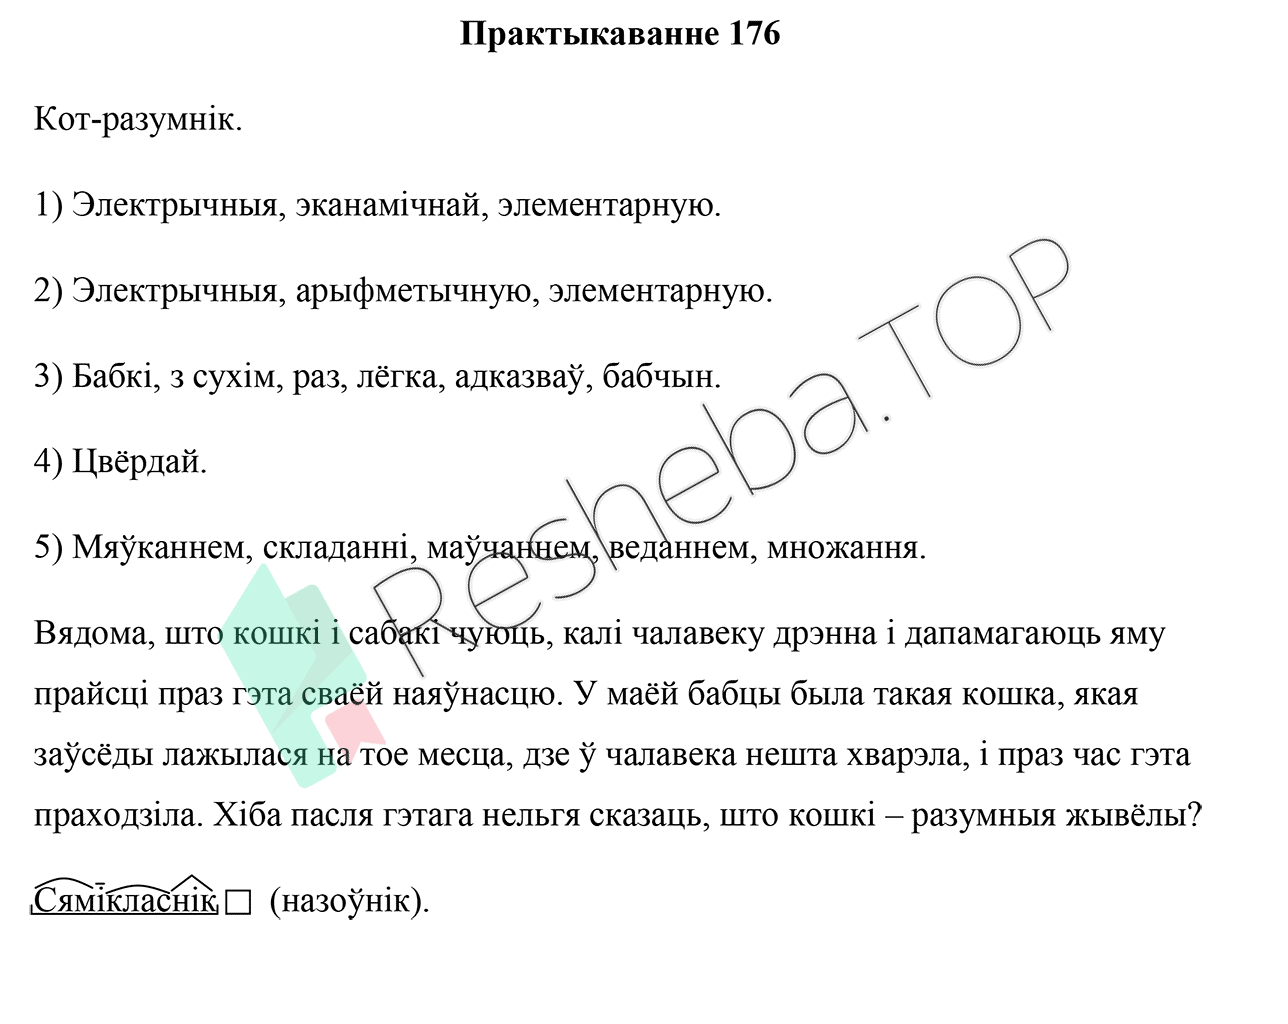 Практыкаванне 176
Кот-разумнік.
1) Электрычныя, эканамічнай, элементарную.
2) Электрычныя, арыфметычную, элементарную.
3) Бабкі, з сухім, раз, лёгка, адказваў, бабчын.
4) Цвёрдай.
5) Мяўканнем, складанні, маўчаннем, веданнем, множання.
Вядома, што кошкі і сабакі чуюць, калі чалавеку дрэнна і дапамагаюць яму
прайсці праз гэта сваёй наяўнасцю. У маёй бабцы была такая кошка, якая
заўсёды лажылася на тое месца, дзе ў чалавека нешта хварэла, і праз час гэта
праходзіла. Хіба пасля гэтага нельгя сказаць, што кошкі – разумныя жывёлы?
Сямікласнік (назоўнік).
Resheba.TOP